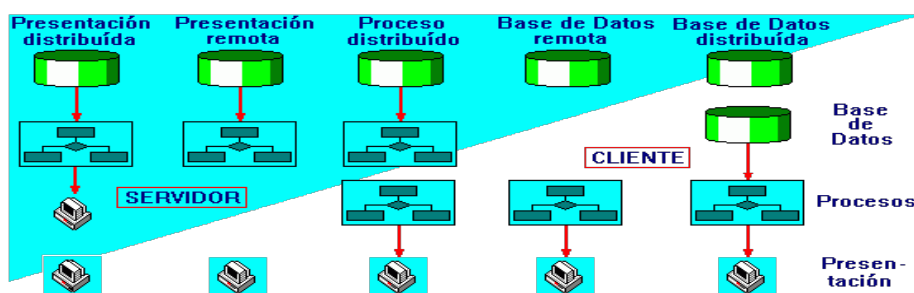 Presentación
distribuída
Presentación
remota
Proceso
distribuído
Base de Datos
remota
Base de Datos
distribuída
Base
de
Datos
CLIENTE
SERVIDOR
Procesos
Presen-
tación